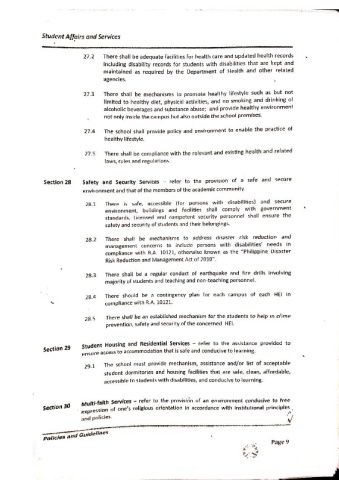 Student Affairs and Services
27.2 There shall be adequate facilities for health care and updated health records
including disability records for students with disabilities that are kept and
maintained as required by the Department of Health and other related
agencies.
27.3 There shall be mechanisms to promote healthy lifestyle such as but not
limited to healthy diet, physical activities, and no smoking and drinking of
alcoholic beverages and substance abuse; and provide healthy environment
not only inside the campus but also outside the school premises.
27.4 The school shall provide policy and environment to enable the practice of
healthy lifestyle.
27.5 There shall be compliance with the relevant and existing health and related
laws, rules and regulations.
Section 28 Safety and Security Services – refer to the provision of a safe and secure
environment and that of the members of the academic community.
28.1 There is safe, accessible (for persons with disabilities) and secure
environment, buildings and facilities shall comply with government
standards. Licensed and competent security personnel shall ensure the
safety and security of students and their belongings.
28.2 There shall be mechanisms to address disaster risk reduction and
management concerns to include persons with disabilities' needs in
compliance with R.A. 10121, otherwise known as the "Philippine Disaster
Risk Reduction and Management Act of 2010".
28.3 There shall be a regular conduct of earthquake and fire drills involving
majority of students and teaching and non-teaching personnel.
28.4 There should be a contingency plan for each campus of each HEI in
compliance with R.A. 10121.
28.5 There shall be an established mechanism for the students to help in crime
prevention, safety and security of the concerned HEI.
Section 29 Student Housing and Residential Services – refer to the assistance provided to
ensure access to accommodation that is safe and conducive to learning.
29.1 The school must provide mechanism, assistance and/or list of acceptable
student dormitories and housing facilities that are safe, clean, affordable,
accessible to students with disabilities, and conducive to learning.
Section 30 Multi-faith Services – refer to the provision of an environment conducive to free
expression of one's religious orientation in accordance with institutional principles
and policies.
Policies and Guidelines
Page 9